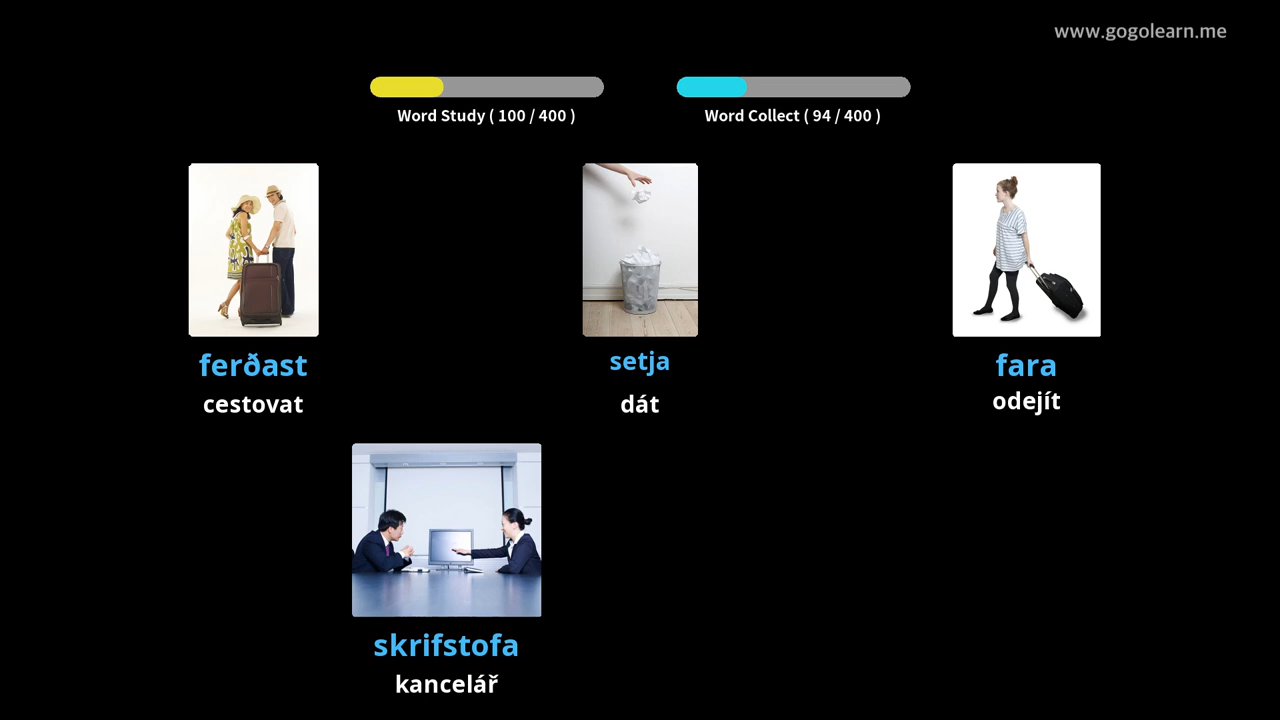 www.gogolearn.me
Word Study ( 100 / 400 )
Word Collect ( 94 / 400 )
ferðast
cestovat
setja
dát
fara
odejít
skrifstofa
kancelář